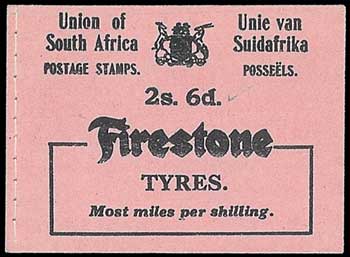 Union of
South Africa
POSTAGE STAMPS.
Unie van
Suidafrika
POSSEËLS.
2s. 6d.
Firestone
TYRES.
Most miles per shilling.